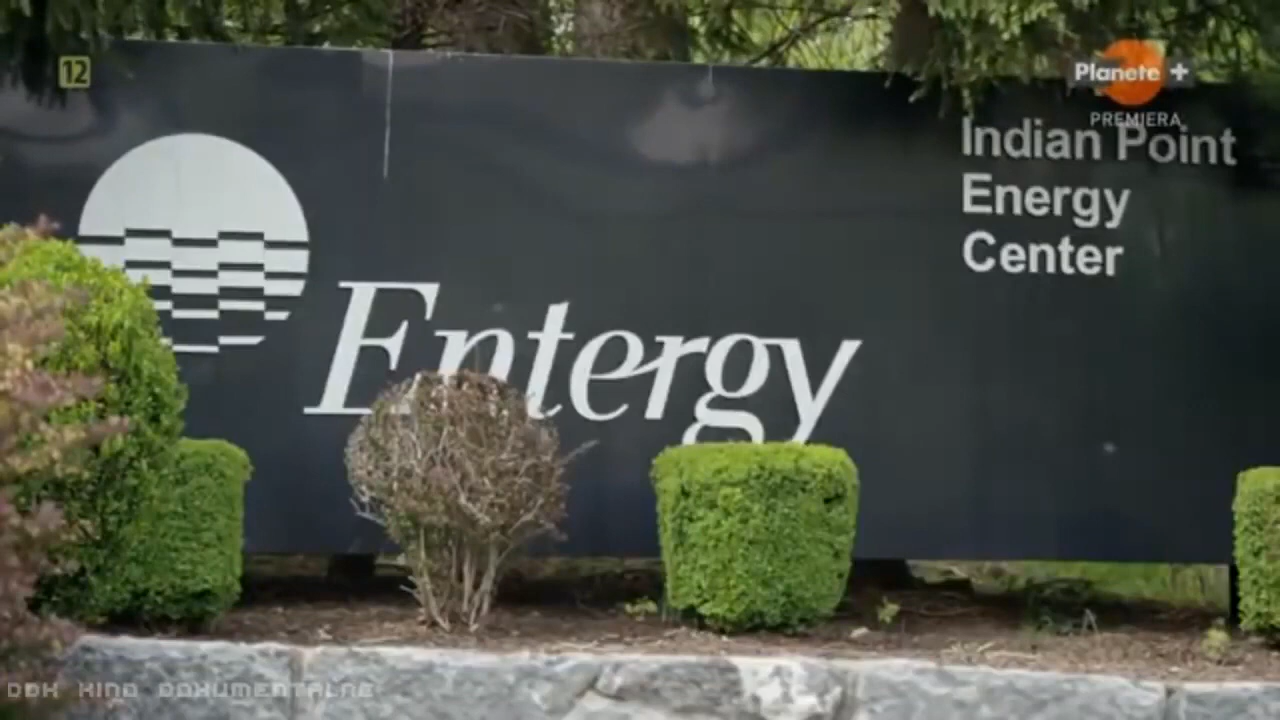 12
Planete +
PREMIERA
Indian Point
Energy
Center
Entergy
DDK KINO DOKUMENTALNE